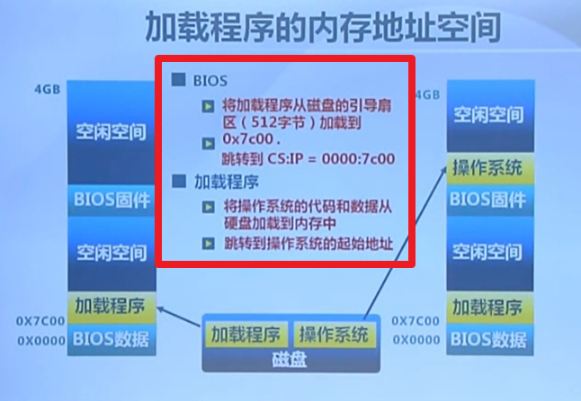 加载程序的内存地址空间
4GB
空闲空间
BIOS固件
空闲空间
加载程序
0X7C00
0X0000
BIOS数据
BIOS
将加载程序从磁盘的引导扇
区(512字节)加载到
0x7c00 .
跳转到 CS:IP = 0000:7c00
加载程序
将操作系统的代码和数据从
硬盘加载到内存中
跳转到操作系统的起始地址
加载程序
操作系统
磁盘
4GB
空闲空间
操作系统
BIOS固件
空闲空间
加载程序
0X7C00
0X0000
BIOS数据